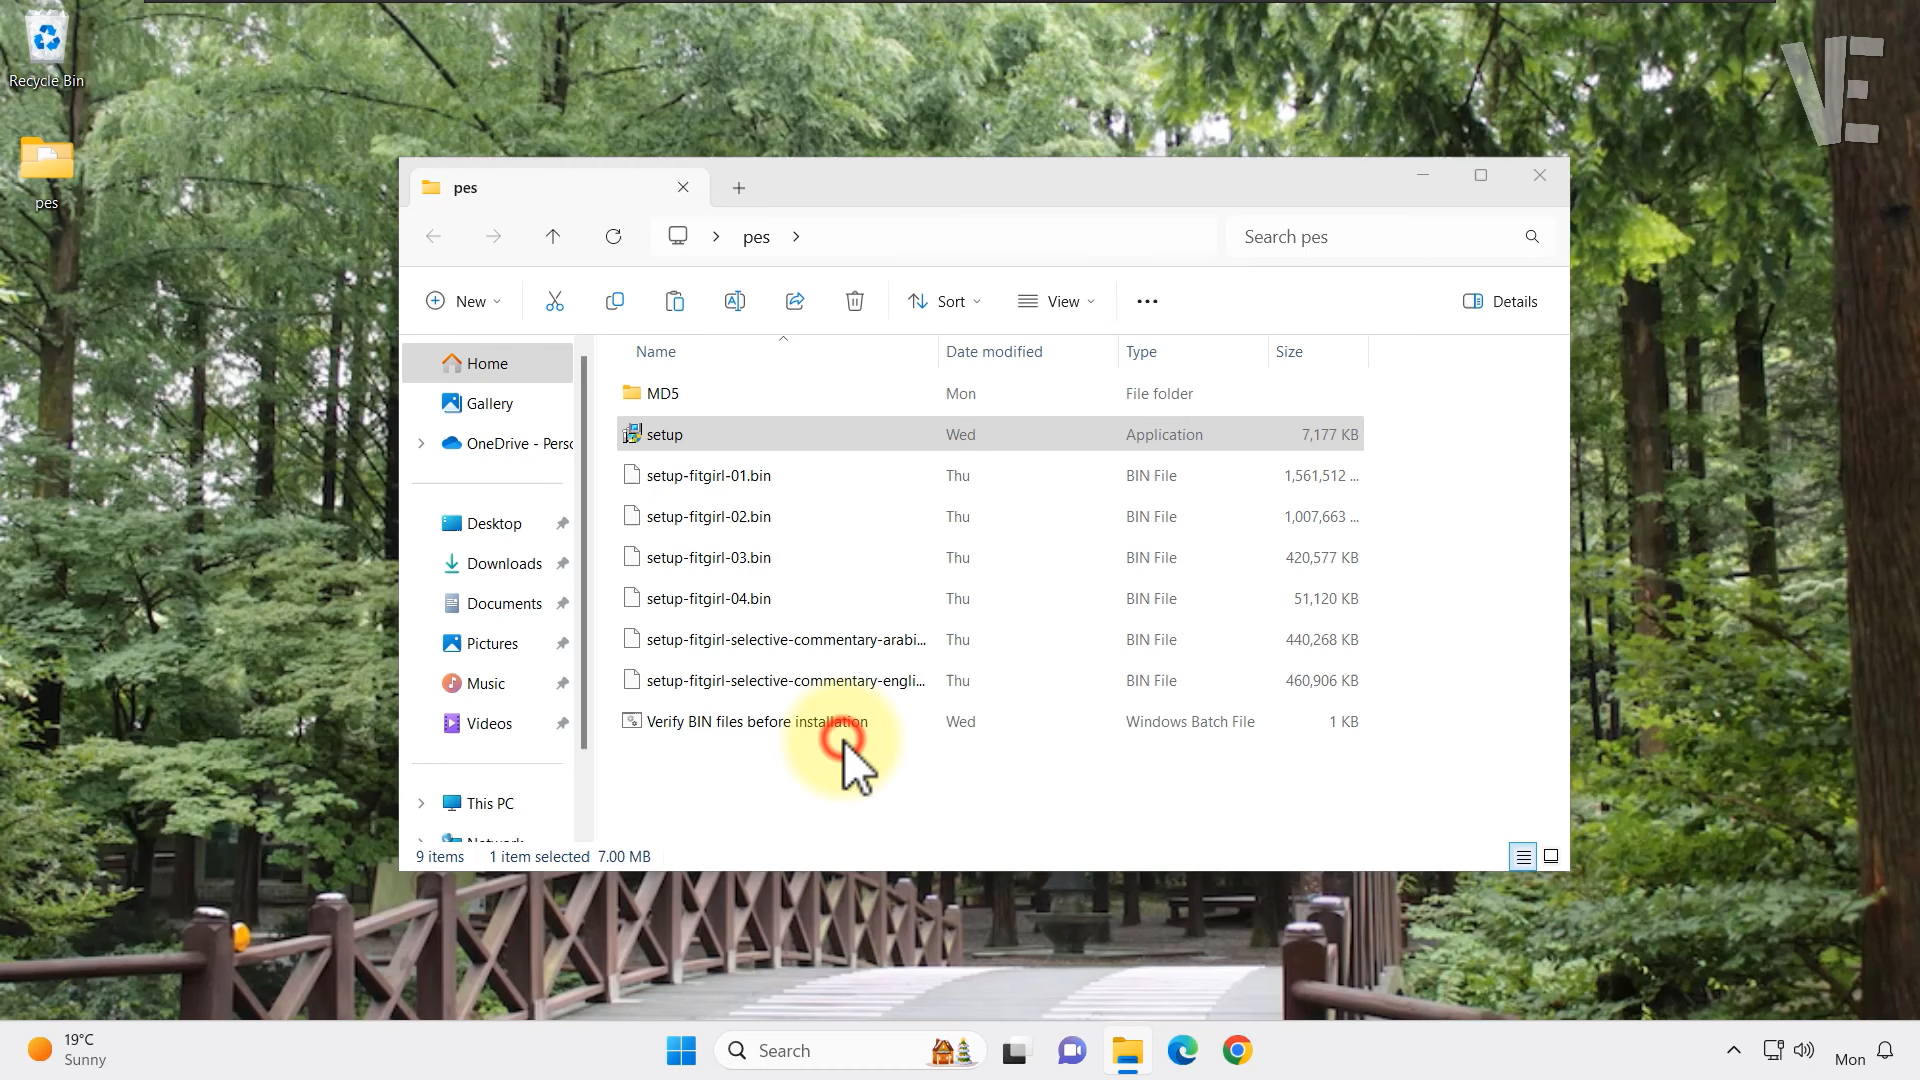 Recycle Bin
VE
pes
pes
pes
Search pes
New
Sort
View
Details
Name Date modified Type Size
Home
Gallery
OneDrive - Perso
Desktop
Downloads
Documents
Pictures
Music
Videos
This PC
Network
MD5 Mon File folder
setup Wed Application 7,177 KB
setup-fitgirl-01.bin Thu BIN File 1,561,512 ...
setup-fitgirl-02.bin Thu BIN File 1,007,663 ...
setup-fitgirl-03.bin Thu BIN File 420,577 KB
setup-fitgirl-04.bin Thu BIN File 51,120 KB
setup-fitgirl-selective-commentary-arabi... Thu BIN File 440,268 KB
setup-fitgirl-selective-commentary-engli... Thu BIN File 460,906 KB
Verify BIN files before installation Wed Windows Batch File 1 KB
9 items 1 item selected 7.00 MB
19°C
Sunny
Search
Mon